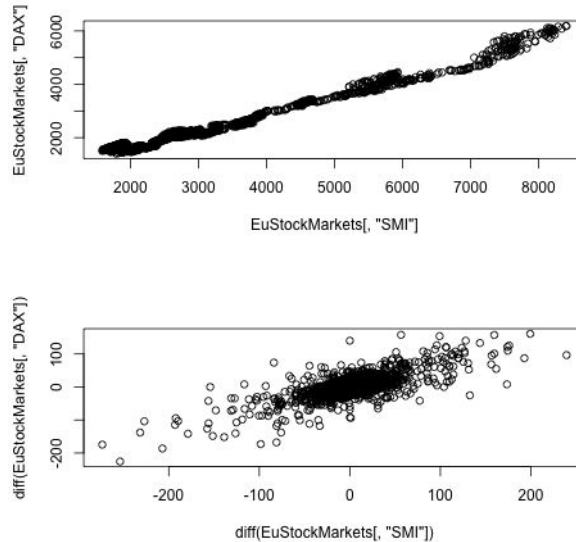 EuStockMarkets[, "DAX"]
6000
4000
2000
2000 3000 4000 5000 6000 7000 8000
EuStockMarkets[, "SMI"]
diff(EuStockMarkets[, "DAX"])
100
0
-200
-200 -100 0 100 200
diff(EuStockMarkets[, "SMI"])